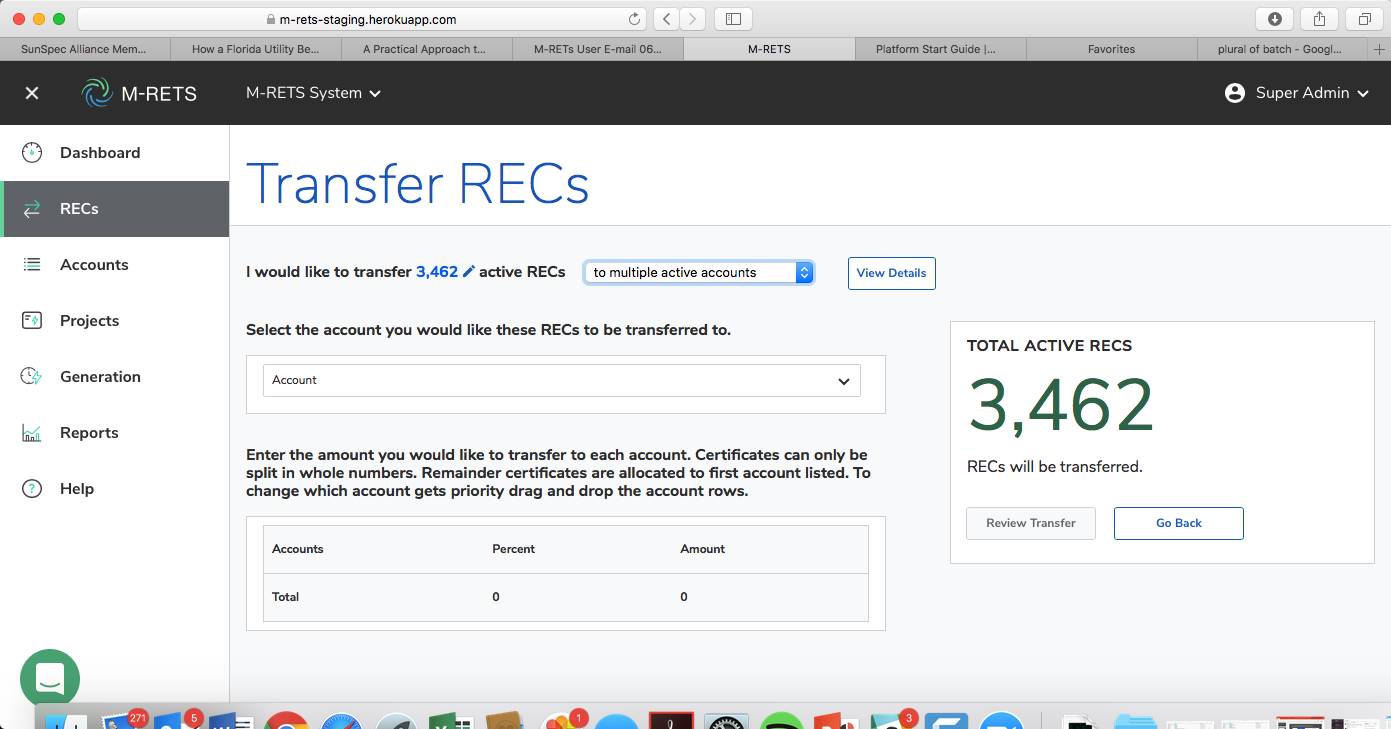 m-rets-staging.herokuapp.com
SunSpec Alliance Mem...
How a Florida Utility Be...
A Practical Approach t...
M-RETs User E-mail 06...
M-RETS
Platform Start Guide |...
Favorites
plural of batch - Googl...
M-RETS
M-RETS System
Super Admin
Dashboard
RECs
Accounts
Projects
Generation
Reports
Help
Transfer RECs
I would like to transfer 3,462 active RECs
to multiple active accounts
View Details
Select the account you would like these RECs to be transferred to.
Account
Enter the amount you would like to transfer to each account. Certificates can only be
split in whole numbers. Remainder certificates are allocated to first account listed. To
change which account gets priority drag and drop the account rows.
Accounts Percent Amount
Total 0 0
TOTAL ACTIVE RECS
3,462
RECs will be transferred.
Review Transfer
Go Back
271
5
1
3